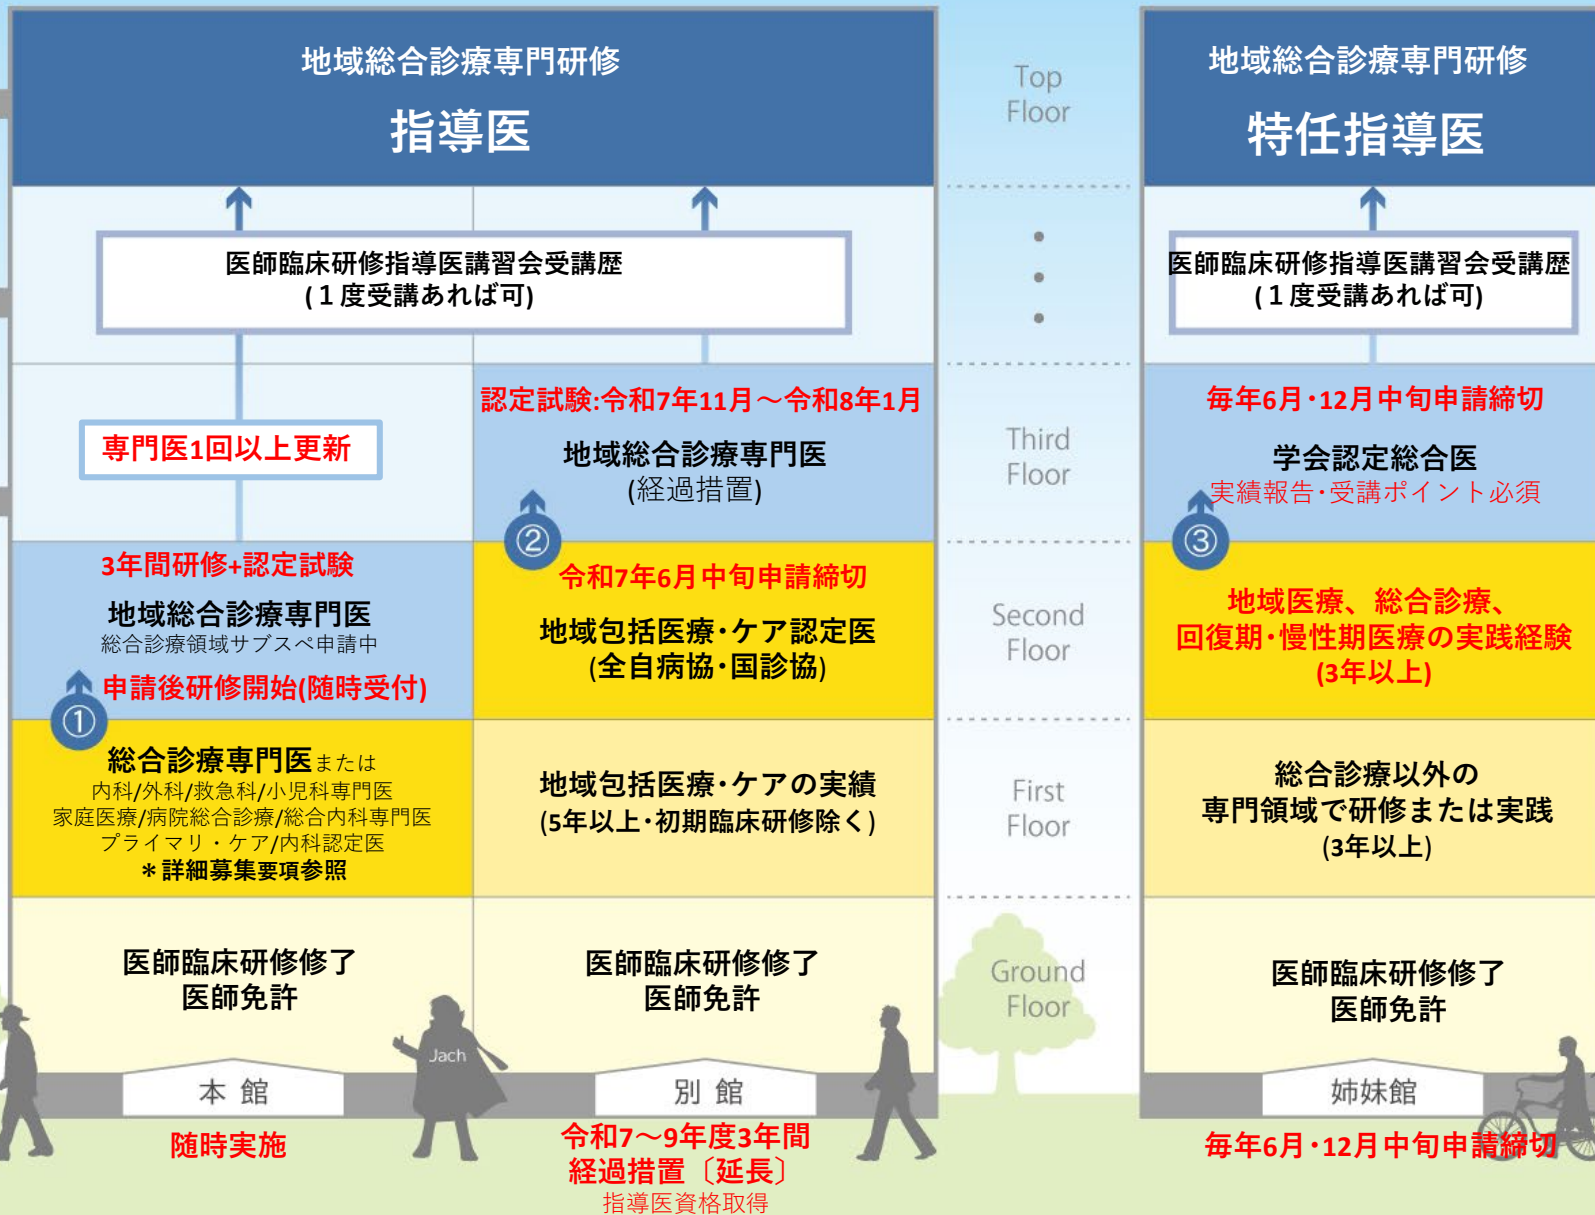 地域総合診療専門研修
指導医
医師臨床研修指導医講習会受講歴
(１度受講あれば可)
専門医1回以上更新
3年間研修+認定試験
地域総合診療専門医
総合診療領域サブスペ申請中
申請後研修開始(随時受付)
①
総合診療専門医または
内科/外科/救急科/小児科専門医
家庭医療/病院総合診療/総合内科専門医
プライマリ・ケア/内科認定医
＊詳細募集要項参照
医師臨床研修修了
医師免許
Jach
本 館
随時実施
認定試験:令和7年11月～令和8年1月
地域総合診療専門医
(経過措置)
②
令和7年6月中旬申請締切
地域包括医療･ケア認定医
(全自病協･国診協)
地域包括医療･ケアの実績
(5年以上･初期臨床研修除く)
医師臨床研修修了
医師免許
別 館
令和7～9年度3年間
経過措置〔延長〕
指導医資格取得
Top
Floor
Third
Floor
Second
Floor
First
Floor
Ground
Floor
地域総合診療専門研修
特任指導医
医師臨床研修指導医講習会受講歴
(１度受講あれば可)
毎年6月･12月中旬申請締切
学会認定総合医
実績報告･受講ポイント必須
③
地域医療、総合診療、
回復期･慢性期医療の実践経験
(3年以上)
総合診療以外の
専門領域で研修または実践
(3年以上)
医師臨床研修修了
医師免許
姉妹館
毎年6月･12月中旬申請締切